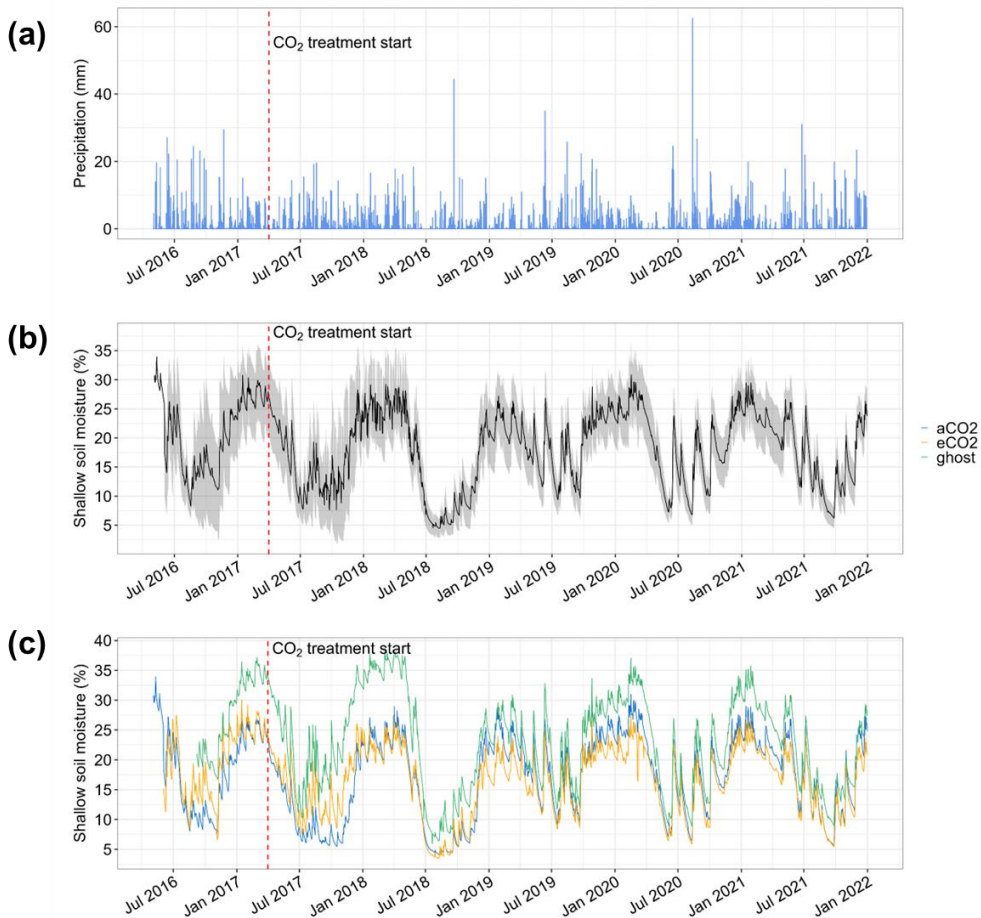 (a)
Precipitation (mm)
60
40
20
0
CO₂ treatment start
Jul 2016 Jan 2017 Jul 2017 Jan 2018 Jul 2018 Jan 2019 Jul 2019 Jan 2020 Jul 2020 Jan 2021 Jul 2021 Jan 2022
(b)
Shallow soil moisture (%)
35
30
25
20
15
10
5
CO₂ treatment start
Jul 2016 Jan 2017 Jul 2017 Jan 2018 Jul 2018 Jan 2019 Jul 2019 Jan 2020 Jul 2020 Jan 2021 Jul 2021 Jan 2022
aCO2
eCO2
ghost
(c)
Shallow soil moisture (%)
40
35
30
25
20
15
10
5
CO₂ treatment start
Jul 2016 Jan 2017 Jul 2017 Jan 2018 Jul 2018 Jan 2019 Jul 2019 Jan 2020 Jul 2020 Jan 2021 Jul 2021 Jan 2022